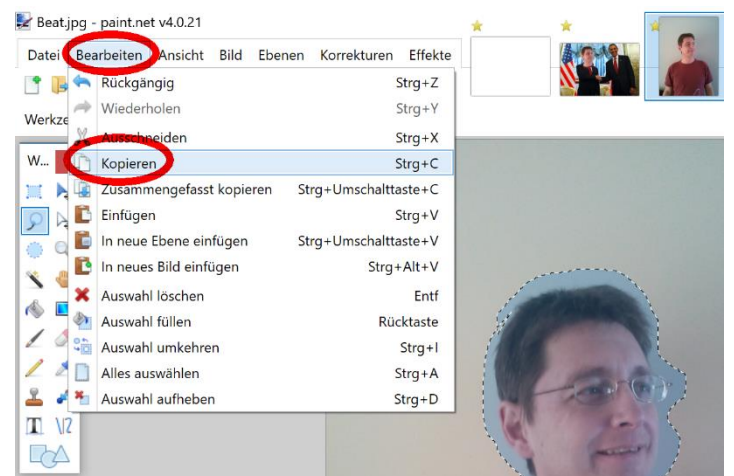 Beat.jpg - paint.net v4.0.21
Datei Bearbeiten Ansicht Bild Ebenen Korrekturen Effekte
Rückgängig Strg+Z
Wiederholen Strg+Y
Werkze
Ausschneiden Strg+X
W... Kopieren Strg+C
Zusammengefasst kopieren Strg+Umschalttaste+C
Einfügen Strg+V
In neue Ebene einfügen Strg+Umschalttaste+V
In neues Bild einfügen Strg+Alt+V
Auswahl löschen Entf
Auswahl füllen Rücktaste
Auswahl umkehren Strg+I
Alles auswählen Strg+A
Auswahl aufheben Strg+D